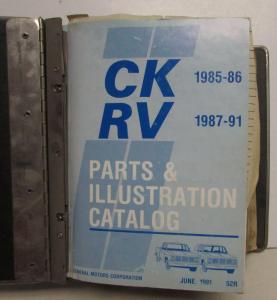 CK 1985-86
RV 1987-91
PARTS &
ILLUSTRATION
CATALOG
GENERAL MOTORS CORPORATION JUNE, 1991 52R